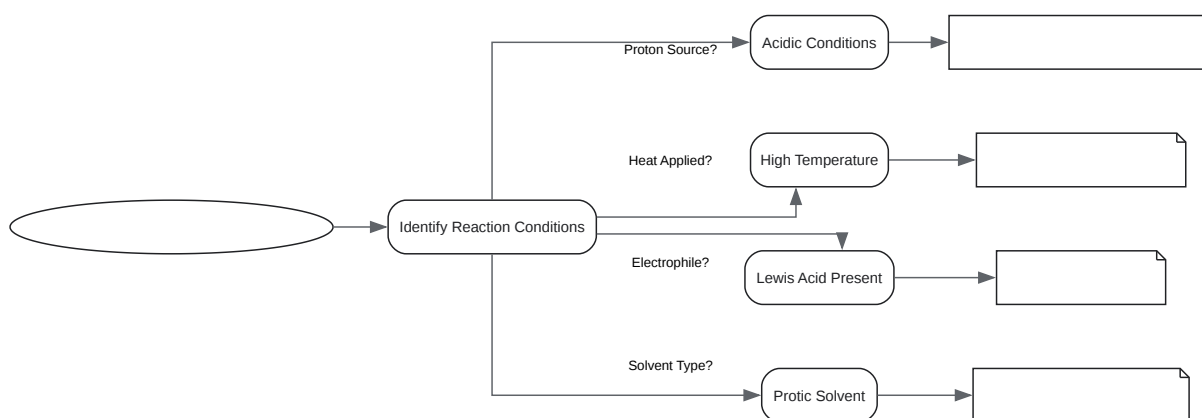 Proton Source?
Acidic Conditions
Heat Applied?
High Temperature
Identify Reaction Conditions
Electrophile?
Lewis Acid Present
Solvent Type?
Protic Solvent